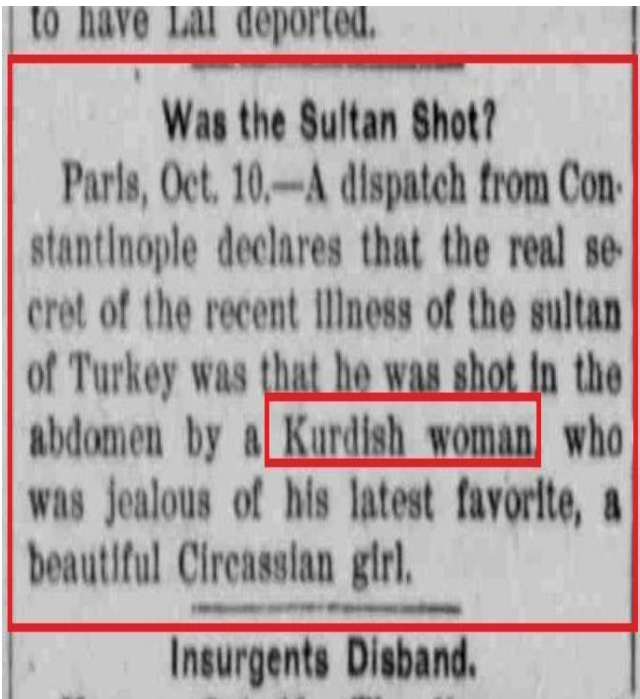 to have Lal deported.
Was the Sultan Shot?
Paris, Oct. 10.—A dispatch from Con-
stantinople declares that the real se-
cret of the recent illness of the sultan
of Turkey was that he was shot in the
abdomen by a Kurdish woman, who
was jealous of his latest favorite, a
beautiful Circassian girl.
Insurgents Disband.